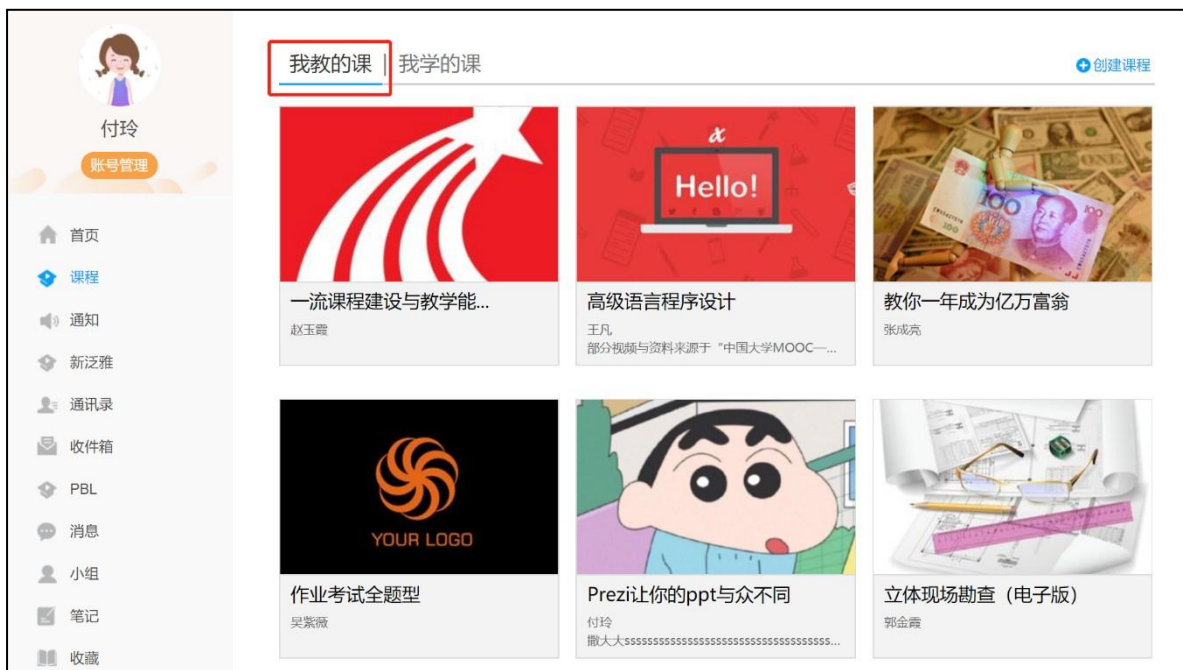 付玲
账号管理
首页
课程
通知
新泛雅
通讯录
收件箱
PBL
消息
小组
笔记
收藏
我教的课 | 我学的课
创建课程
Hello!
100
100
ONE
一流课程建设与教学能...
赵玉霞
高级语言程序设计
王凡
部分视频与资料来源于“中国大学MOOC—...
教你一年成为亿万富翁
张成亮
YOUR LOGO
作业考试全题型
吴紫薇
Prezi让你的ppt与众不同
付玲
撒大大sssssssssssssssssssssssssssssssssssss...
立体现场勘查（电子版）
郭金霞